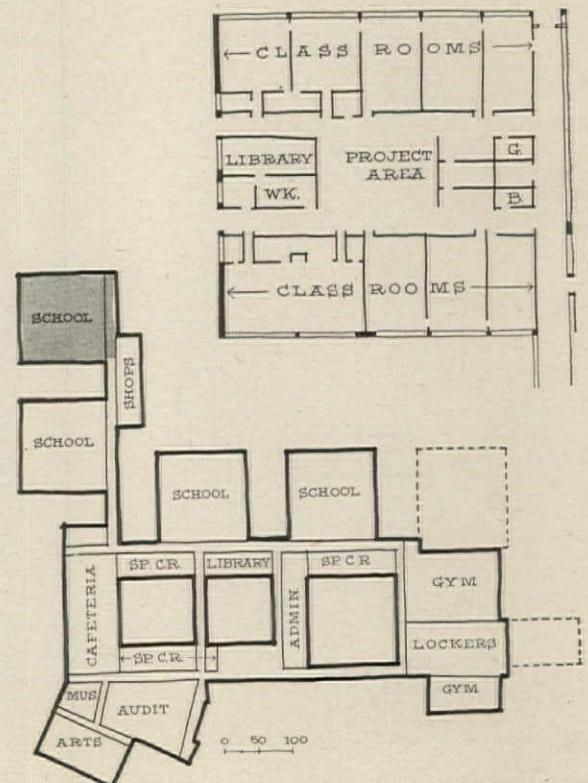 CLASS ROOMS
LIBRARY
PROJECT
AREA
G.
WK.
B.
CLASS ROOMS
SCHOOL
SHOPS
SCHOOL
SCHOOL
SCHOOL
CAFETERIA
SP. C.R.
LIBRARY
ADMIN.
SP. C.R
GYM
SP. C.R.
LOCKERS
MUS
AUDIT
GYM
ARTS
0 50 100